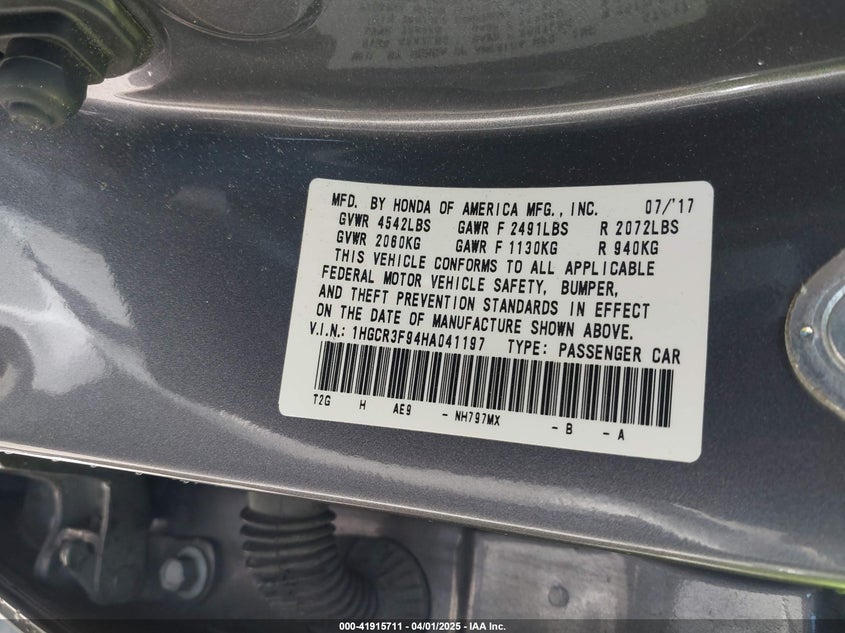 MFD. BY HONDA OF AMERICA MFG., INC. 07/'17
GVWR 4542LBS GAWR F 2491LBS R 2072LBS
GVWR 2060KG GAWR F 1130KG R 940KG
THIS VEHICLE CONFORMS TO ALL APPLICABLE
FEDERAL MOTOR VEHICLE SAFETY, BUMPER,
AND THEFT PREVENTION STANDARDS IN EFFECT
ON THE DATE OF MANUFACTURE SHOWN ABOVE.
V.I.N.: 1HGCR3F94HA041197 TYPE: PASSENGER CAR
T2G H AE9 - NH797MX - B - A
000-41915711 - 04/01/2025 - IAA Inc.